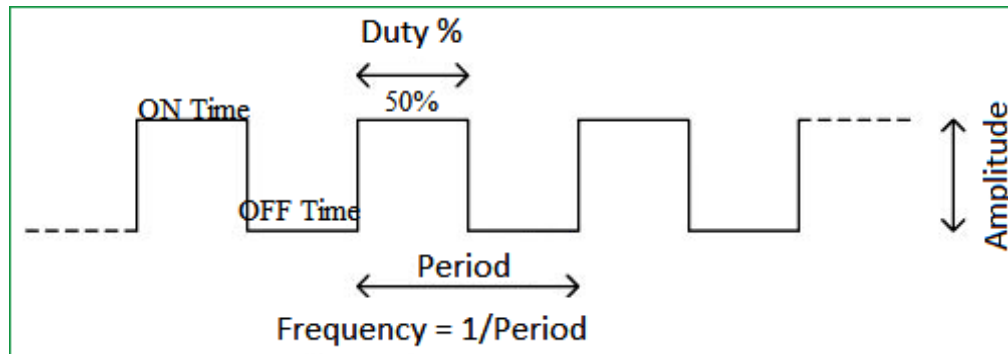 Duty %
50%
ON Time
OFF Time
Amplitude
Period
Frequency = 1/Period